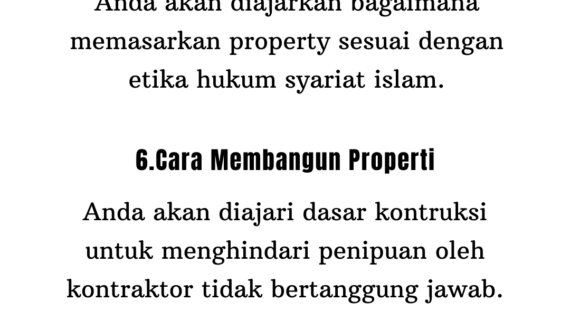 Anda akan diajarkan bagaimana
memasarkan property sesuai dengan
etika hukum syariat islam.
6.Cara Membangun Properti
Anda akan diajari dasar kontruksi
untuk menghindari penipuan oleh
kontraktor tidak bertanggung jawab.